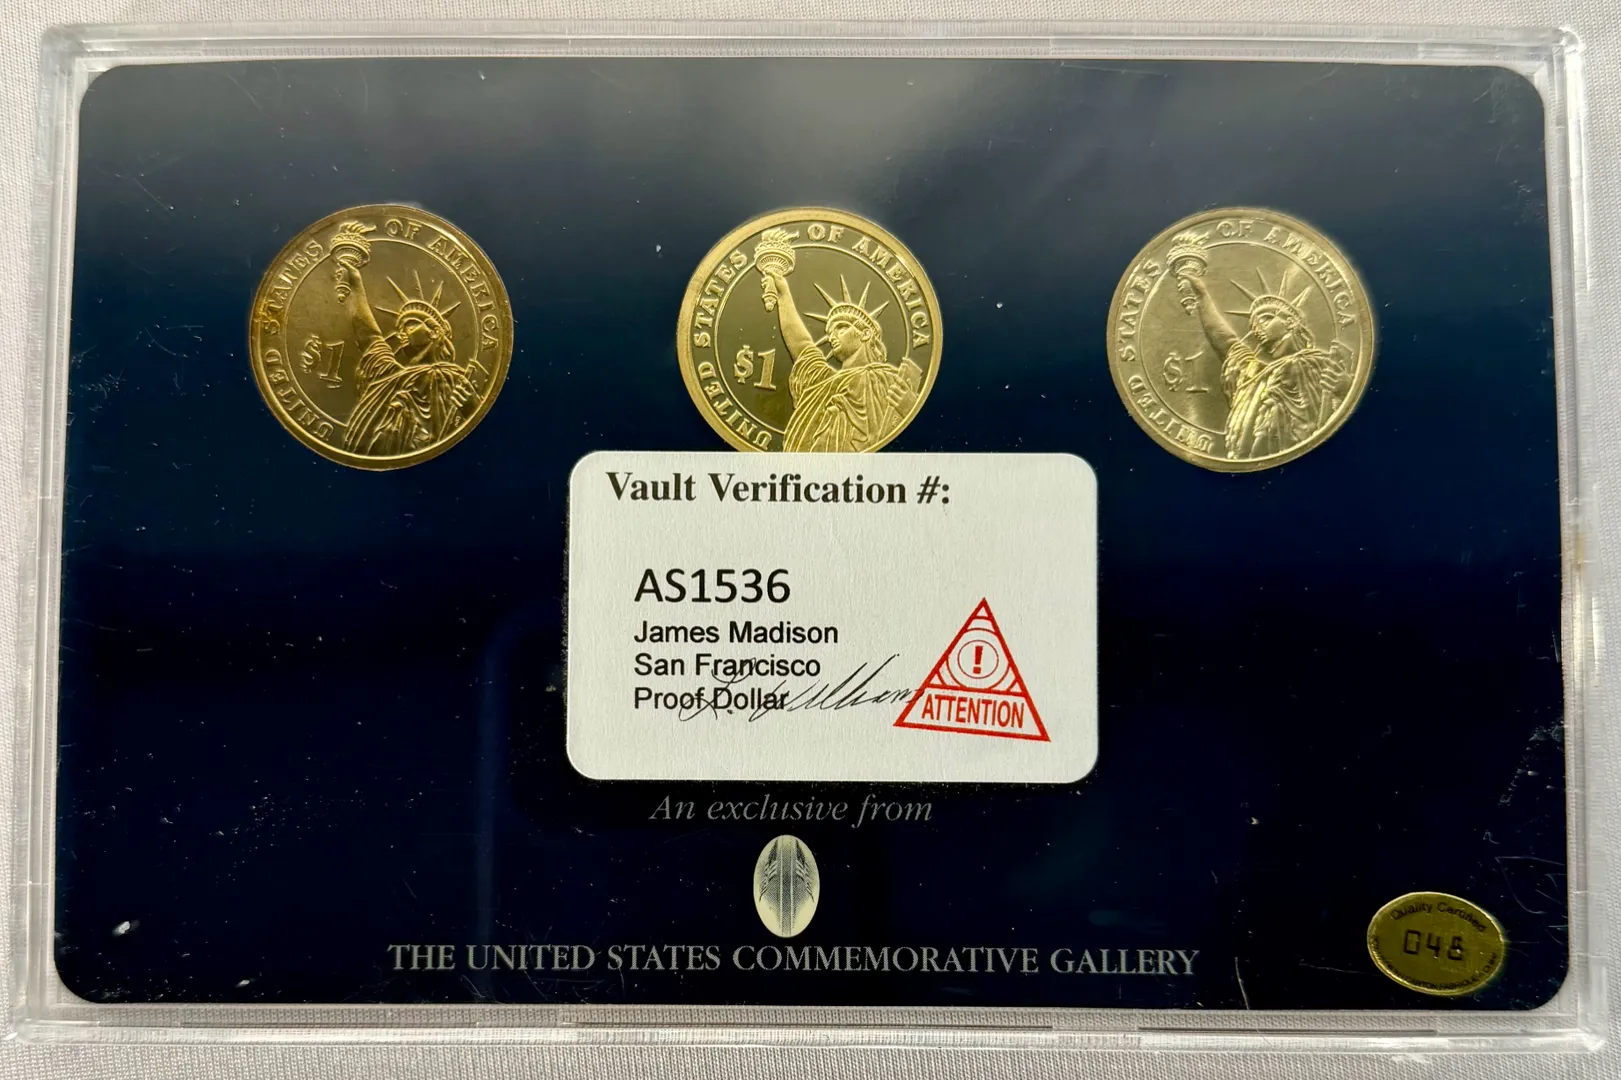 UNITED STATES OF AMERICA
$1
UNITED STATES OF AMERICA
$1
UNITED STATES OF AMERICA
$1
Vault Verification #:
AS1536
James Madison
San Francisco
Proof Dollar
L. Williams
ATTENTION
!
An exclusive from
THE UNITED STATES COMMEMORATIVE GALLERY
Quality Certified
048